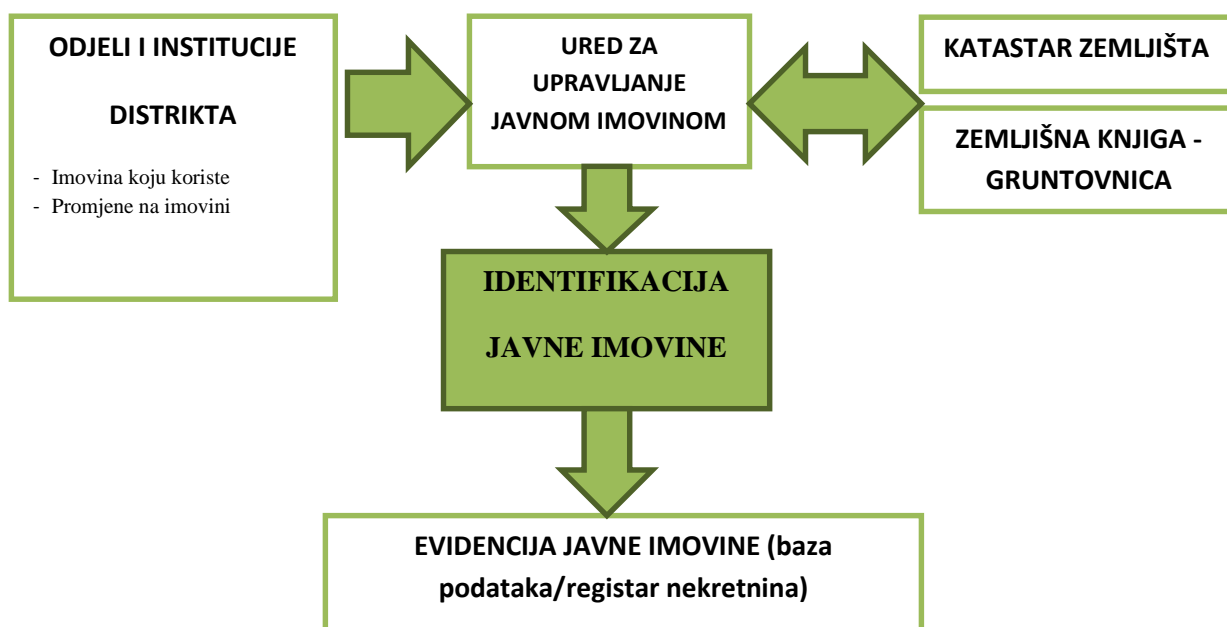 ODJELI I INSTITUCIJE
DISTRIKTA
- Imovina koju koriste
- Promjene na imovini
URED ZA
UPRAVLJANJE
JAVNOM IMOVINOM
KATASTAR ZEMLJIŠTA
ZEMLJIŠNA KNJIGA -
GRUNTOVNICA
IDENTIFIKACIJA
JAVNE IMOVINE
EVIDENCIJA JAVNE IMOVINE (baza
podataka/registar nekretnina)